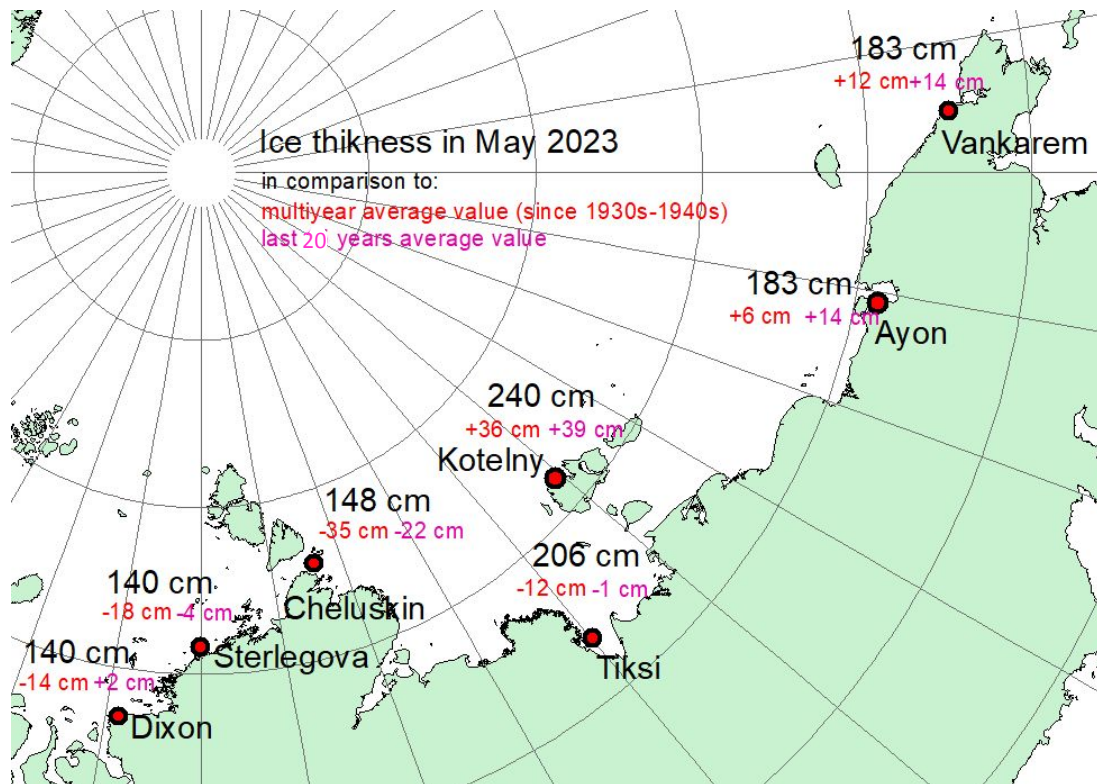 183 cm
+12 cm+14 cm
Vankarem
Ice thikness in May 2023
in comparison to:
multiyear average value (since 1930s-1940s)
last 20 years average value
183 cm
+6 cm +14 cm
Ayon
240 cm
+36 cm +39 cm
Kotelny
148 cm
-35 cm -22 cm
Cheluskin
206 cm
-12 cm -1 cm
Tiksi
140 cm
-18 cm -4 cm
Sterlegova
140 cm
-14 cm +2 cm
Dixon